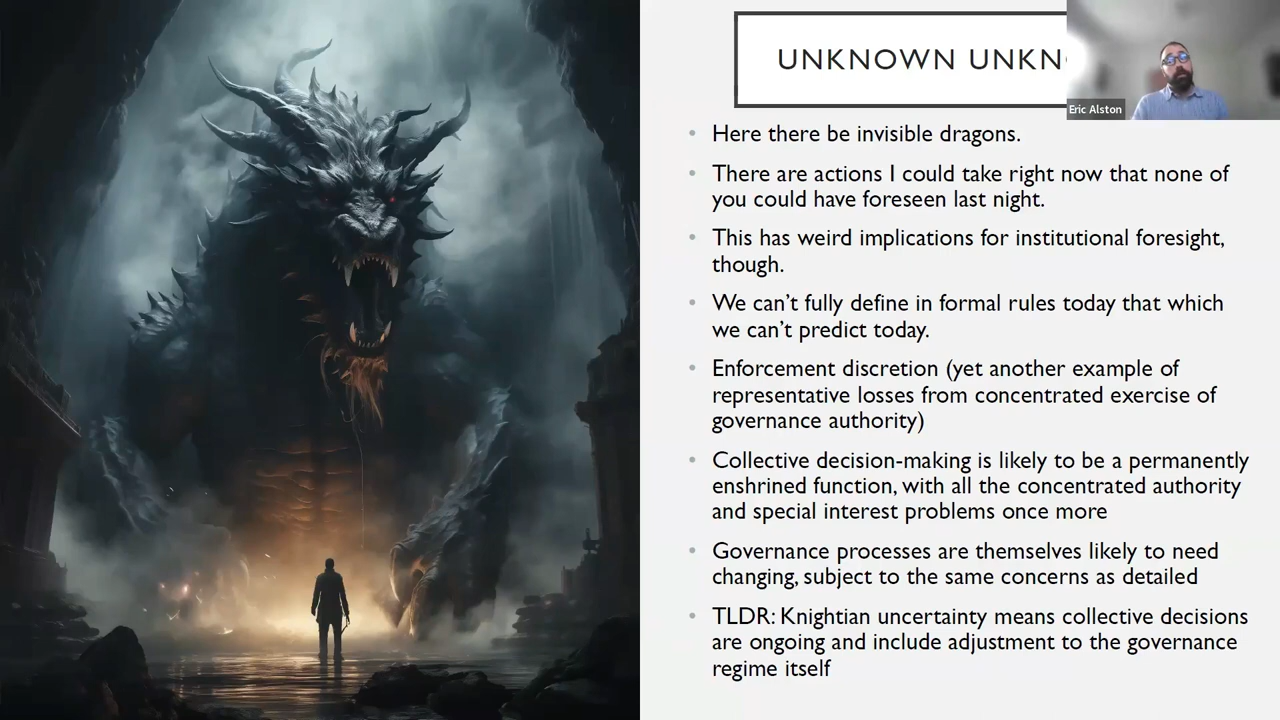 UNKNOWN UNKN
Eric Alston
Here there be invisible dragons.
There are actions I could take right now that none of
you could have foreseen last night.
This has weird implications for institutional foresight,
though.
We can't fully define in formal rules today that which
we can't predict today.
Enforcement discretion (yet another example of
representative losses from concentrated exercise of
governance authority)
Collective decision-making is likely to be a permanently
enshrined function, with all the concentrated authority
and special interest problems once more
Governance processes are themselves likely to need
changing, subject to the same concerns as detailed
TLDR: Knightian uncertainty means collective decisions
are ongoing and include adjustment to the governance
regime itself